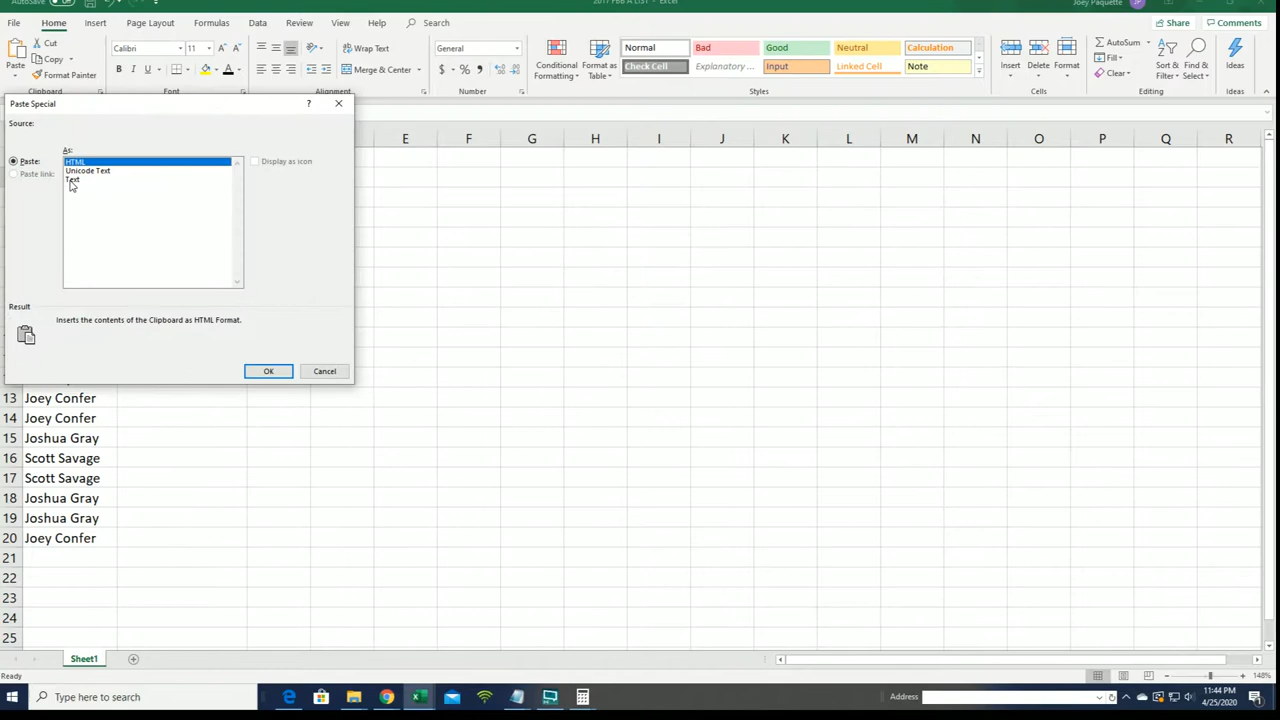 AutoSave
2017 FBB A LIST - Excel
Joey Paquette
JP
File
Home
Insert
Page Layout
Formulas
Data
Review
View
Help
Search
Share
Comments
Paste
Cut
Copy
Format Painter
Clipboard
Calibri
11
B I U
A A
Font
Wrap Text
Merge & Center
Alignment
General
$ % ,
Number
Conditional
Formatting
Format as
Table
Normal
Bad
Good
Neutral
Calculation
Check Cell
Explanatory ...
Input
Linked Cell
Note
Styles
Insert
Delete
Format
Cells
AutoSum
Fill
Clear
Sort &
Filter
Find &
Select
Editing
Ideas
Ideas
Paste Special
?
Source:
As:
Paste:
Paste link:
HTML
Unicode Text
Text
Display as icon
Result
Inserts the contents of the Clipboard as HTML Format.
OK
Cancel
E F G H I J K L M N O P Q R
13 Joey Confer
14 Joey Confer
15 Joshua Gray
16 Scott Savage
17 Scott Savage
18 Joshua Gray
19 Joshua Gray
20 Joey Confer
21
22
23
24
25
Sheet1
Ready
148%
Type here to search
Address
11:44 PM
4/25/2020